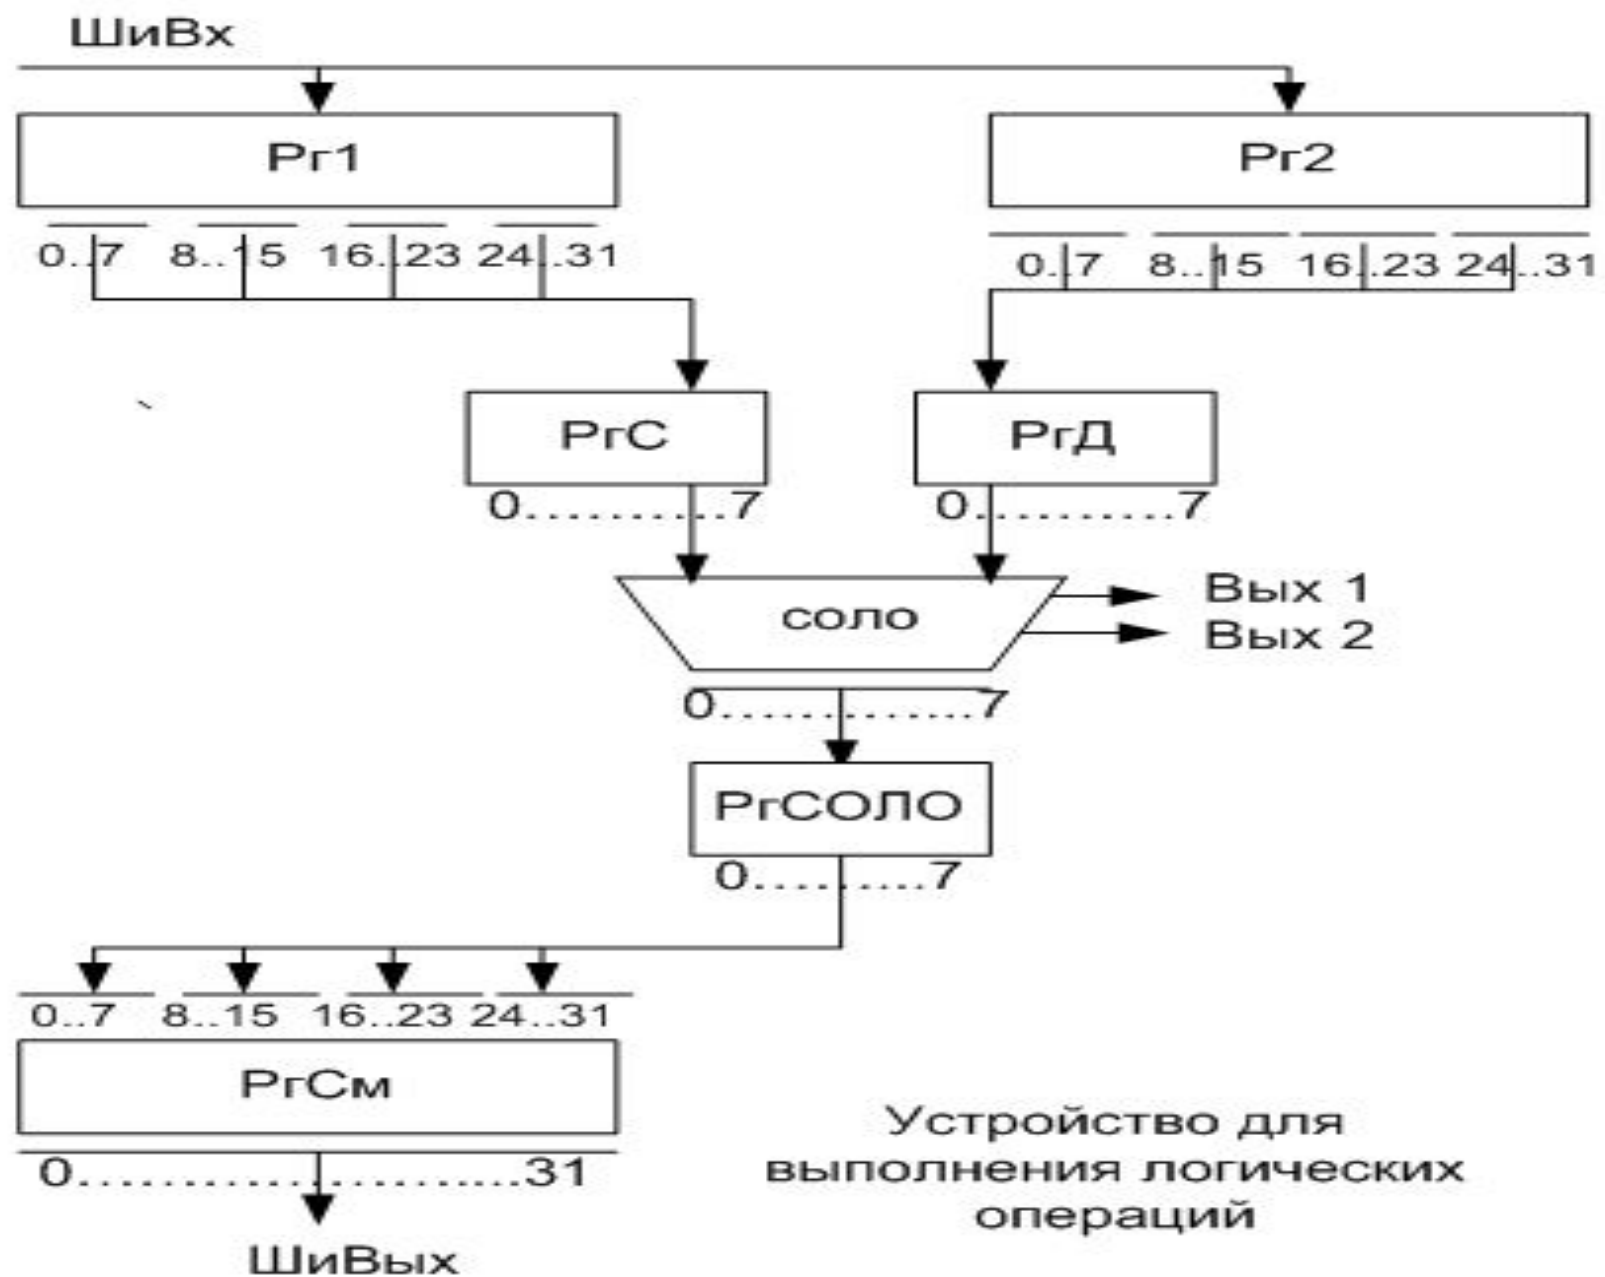 ШиВх
Рг1
Рг2
0..7 8..15 16..23 24..31
0..7 8..15 16..23 24..31
РгС
РгД
0...........7
0...........7
соло
Вых 1
Вых 2
0..............7
РгСОЛО
0..........7
0..7 8..15 16..23 24..31
РгСм
0..........................31
ШиВых
Устройство для
выполнения логических
операций